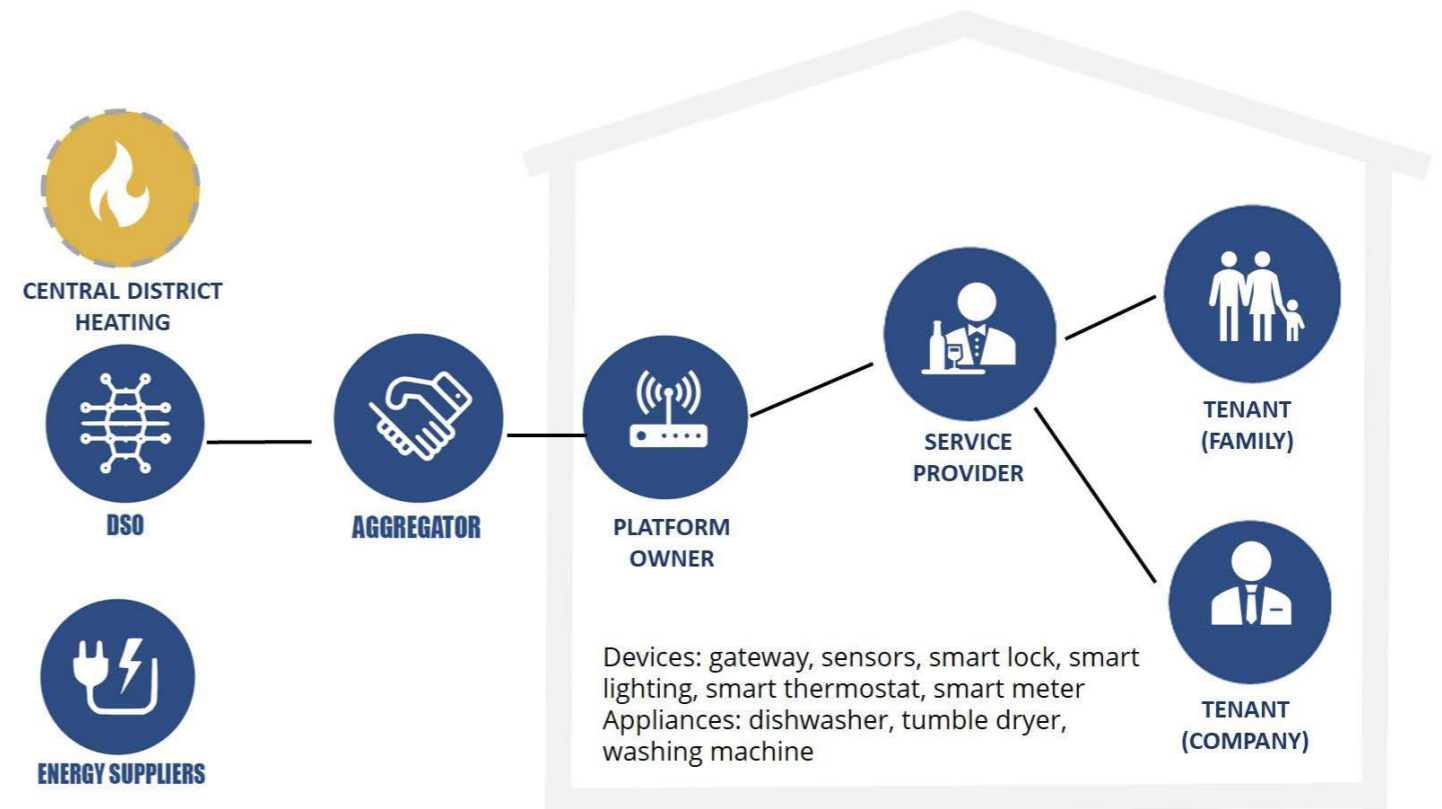 CENTRAL DISTRICT
HEATING
DSO
AGGREGATOR
PLATFORM
OWNER
SERVICE
PROVIDER
TENANT
(FAMILY)
Devices: gateway, sensors, smart lock, smart
lighting, smart thermostat, smart meter
Appliances: dishwasher, tumble dryer,
washing machine
TENANT
(COMPANY)
ENERGY SUPPLIERS